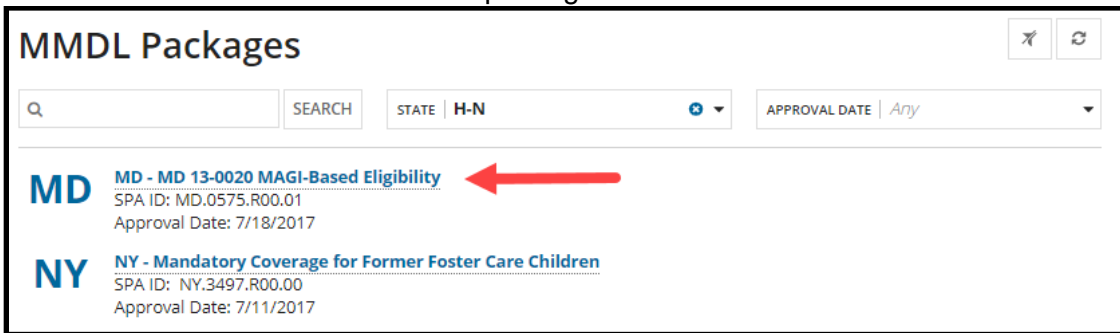 MMDL Packages
SEARCH STATE | H-N APPROVAL DATE | Any
MD MD - MD 13-0020 MAGI-Based Eligibility
SPA ID: MD.0575.R00.01
Approval Date: 7/18/2017
NY NY - Mandatory Coverage for Former Foster Care Children
SPA ID: NY.3497.R00.00
Approval Date: 7/11/2017